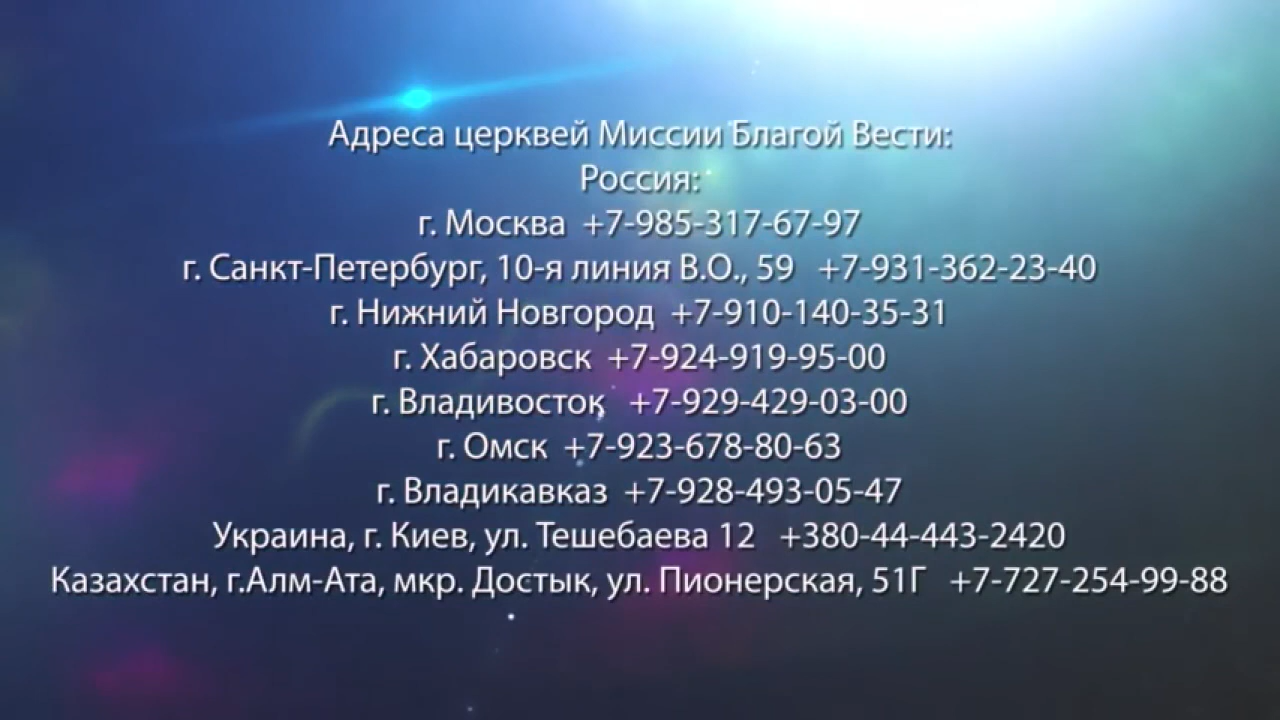 Адреса церквей Миссии Благой Вести:
Россия:
г. Москва +7-985-317-67-97
г. Санкт-Петербург, 10-я линия В.О., 59 +7-931-362-23-40
г. Нижний Новгород +7-910-140-35-31
г. Хабаровск +7-924-919-95-00
г. Владивосток +7-929-429-03-00
г. Омск +7-923-678-80-63
г. Владикавказ +7-928-493-05-47
Украина, г. Киев, ул. Тешебаева 12 +380-44-443-2420
Казахстан, г.Алм-Ата, мкр. Достык, ул. Пионерская, 51Г +7-727-254-99-88